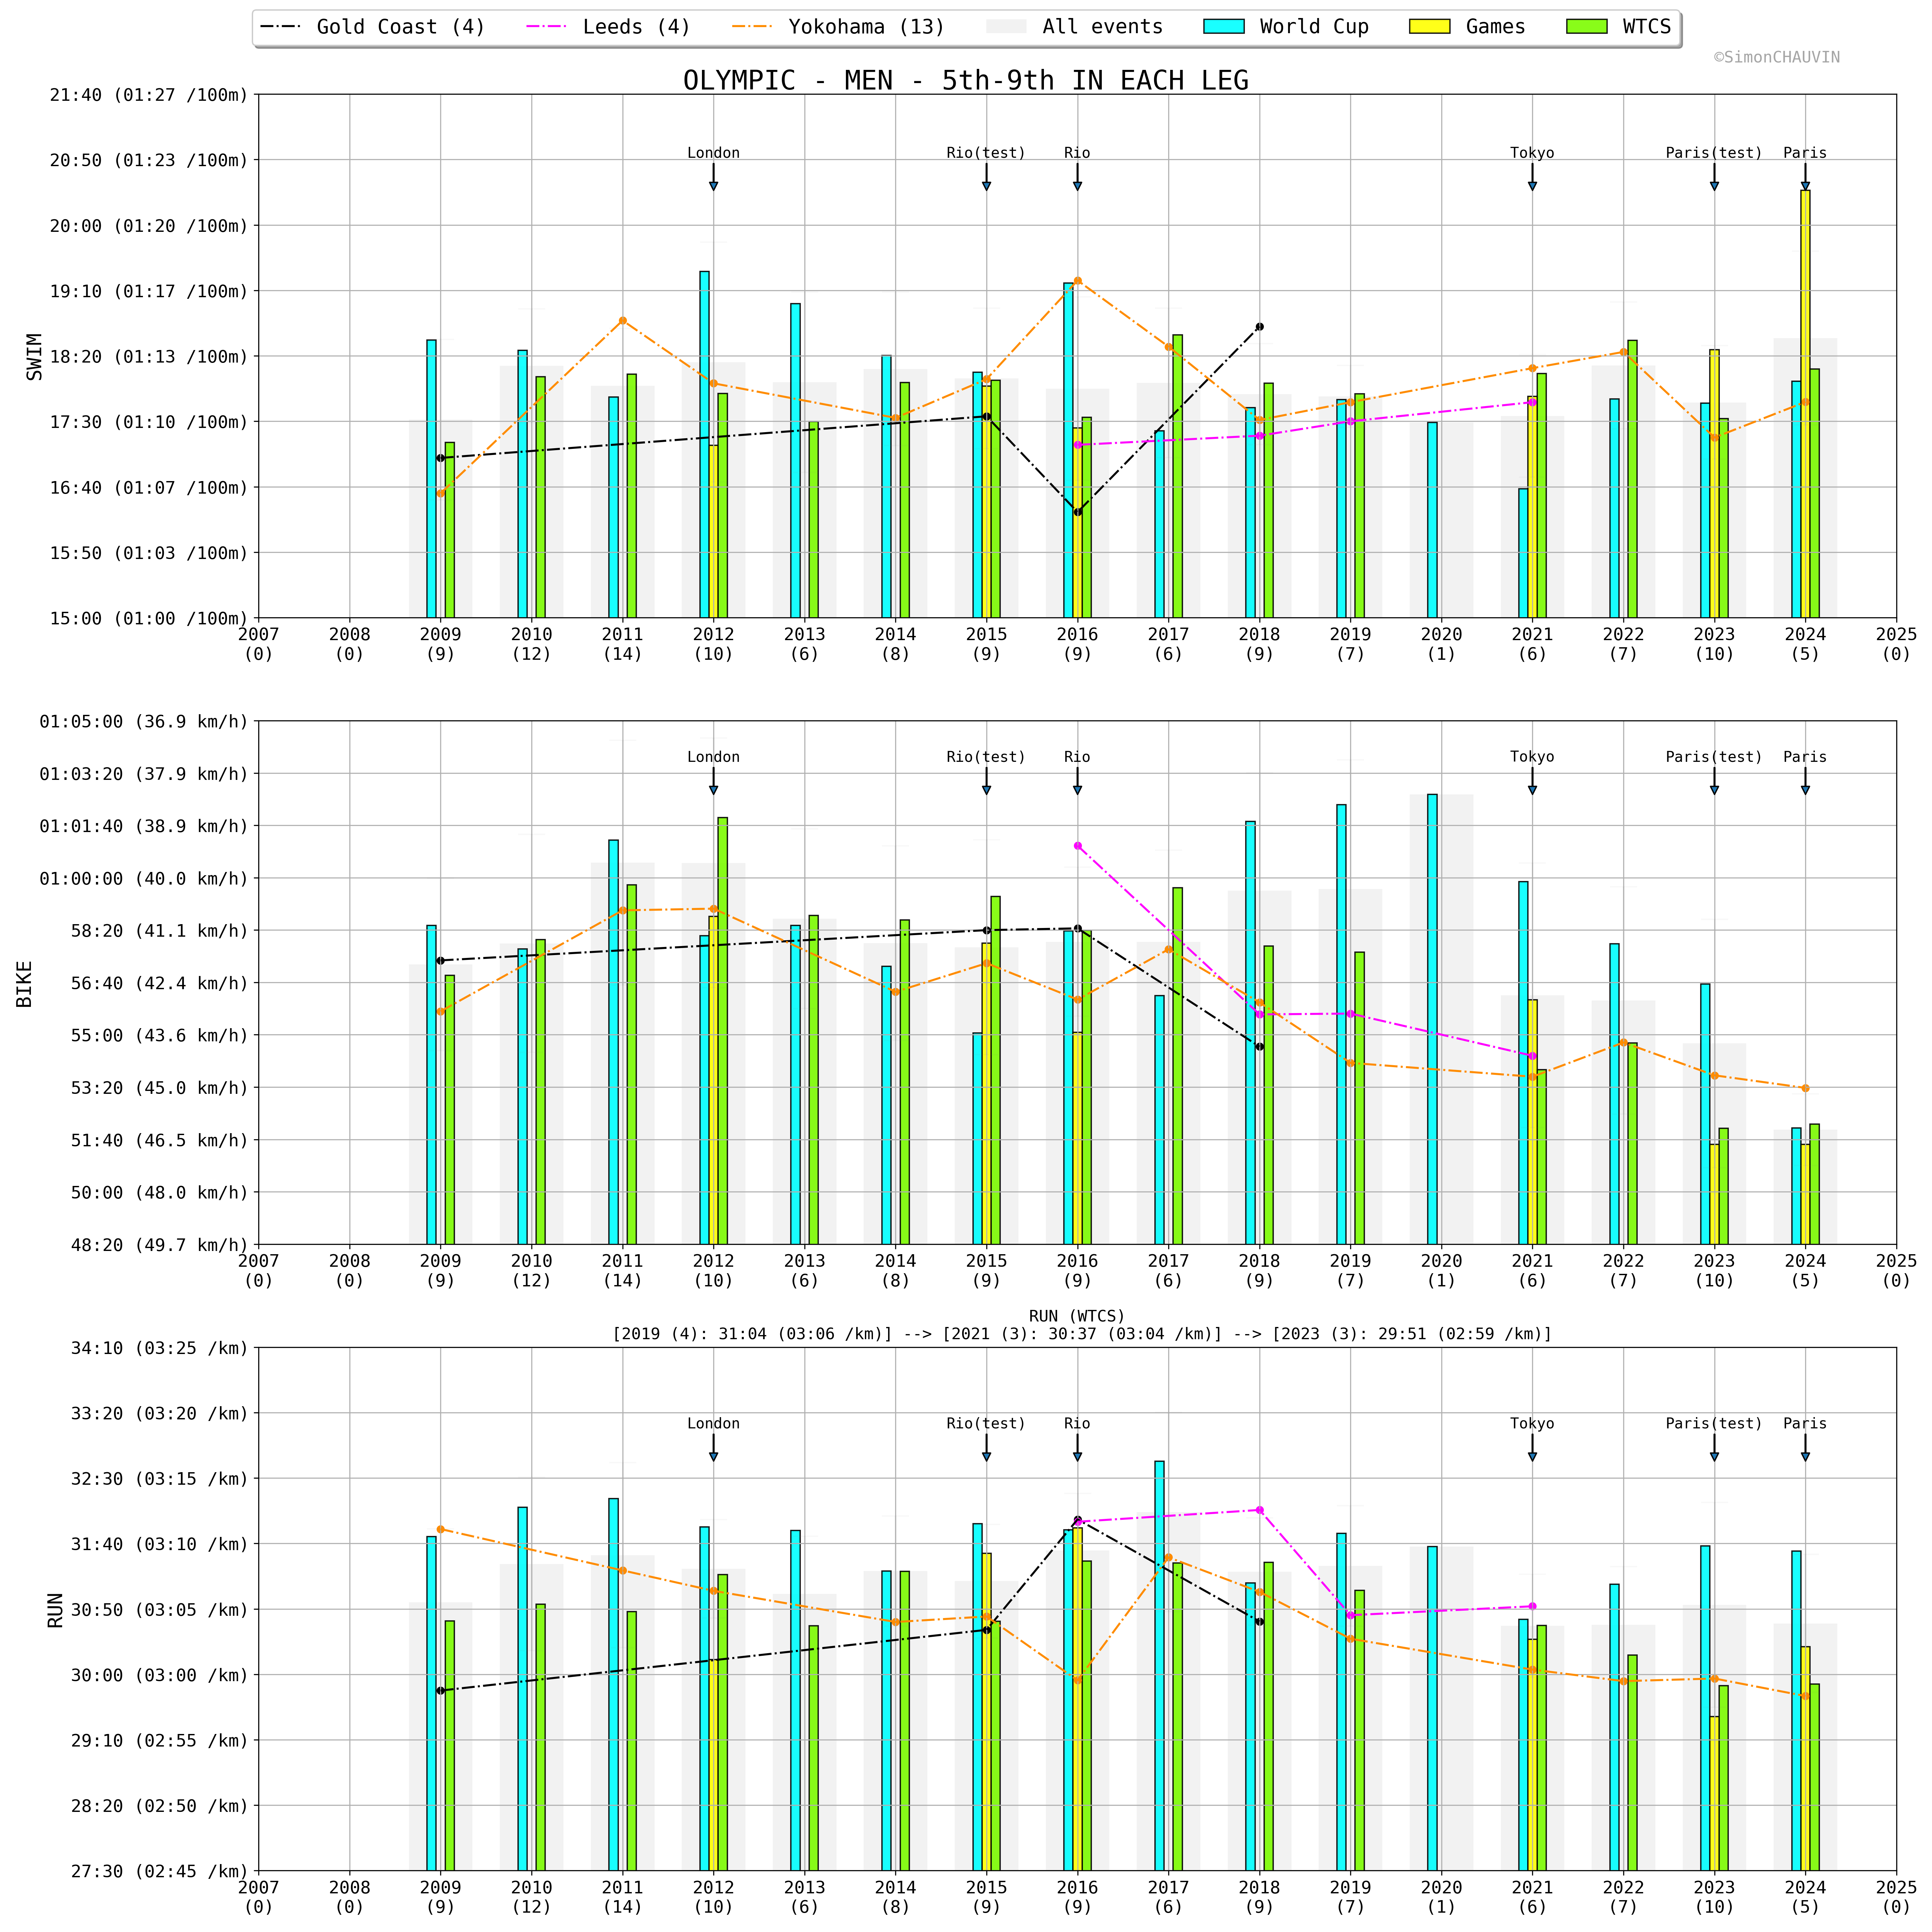 Gold Coast (4) Leeds (4) Yokohama (13) All events World Cup Games WTCS
©SimonCHAUVIN
OLYMPIC - MEN - 5th-9th IN EACH LEG
21:40 (01:27 /100m)
20:50 (01:23 /100m)
20:00 (01:20 /100m)
19:10 (01:17 /100m)
18:20 (01:13 /100m)
17:30 (01:10 /100m)
16:40 (01:07 /100m)
15:50 (01:03 /100m)
15:00 (01:00 /100m)
SWIM
London Rio(test) Rio Tokyo Paris(test) Paris
2007 2008 2009 2010 2011 2012 2013 2014 2015 2016 2017 2018 2019 2020 2021 2022 2023 2024 2025
(0) (0) (9) (12) (14) (10) (6) (8) (9) (9) (6) (9) (7) (1) (6) (7) (10) (5) (0)
01:05:00 (36.9 km/h)
01:03:20 (37.9 km/h)
01:01:40 (38.9 km/h)
01:00:00 (40.0 km/h)
58:20 (41.1 km/h)
56:40 (42.4 km/h)
55:00 (43.6 km/h)
53:20 (45.0 km/h)
51:40 (46.5 km/h)
50:00 (48.0 km/h)
48:20 (49.7 km/h)
BIKE
London Rio(test) Rio Tokyo Paris(test) Paris
2007 2008 2009 2010 2011 2012 2013 2014 2015 2016 2017 2018 2019 2020 2021 2022 2023 2024 2025
(0) (0) (9) (12) (14) (10) (6) (8) (9) (9) (6) (9) (7) (1) (6) (7) (10) (5) (0)
RUN (WTCS)
[2019 (4): 31:04 (03:06 /km)] --> [2021 (3): 30:37 (03:04 /km)] --> [2023 (3): 29:51 (02:59 /km)]
34:10 (03:25 /km)
33:20 (03:20 /km)
32:30 (03:15 /km)
31:40 (03:10 /km)
30:50 (03:05 /km)
30:00 (03:00 /km)
29:10 (02:55 /km)
28:20 (02:50 /km)
27:30 (02:45 /km)
RUN
London Rio(test) Rio Tokyo Paris(test) Paris
2007 2008 2009 2010 2011 2012 2013 2014 2015 2016 2017 2018 2019 2020 2021 2022 2023 2024 2025
(0) (0) (9) (12) (14) (10) (6) (8) (9) (9) (6) (9) (7) (1) (6) (7) (10) (5) (0)